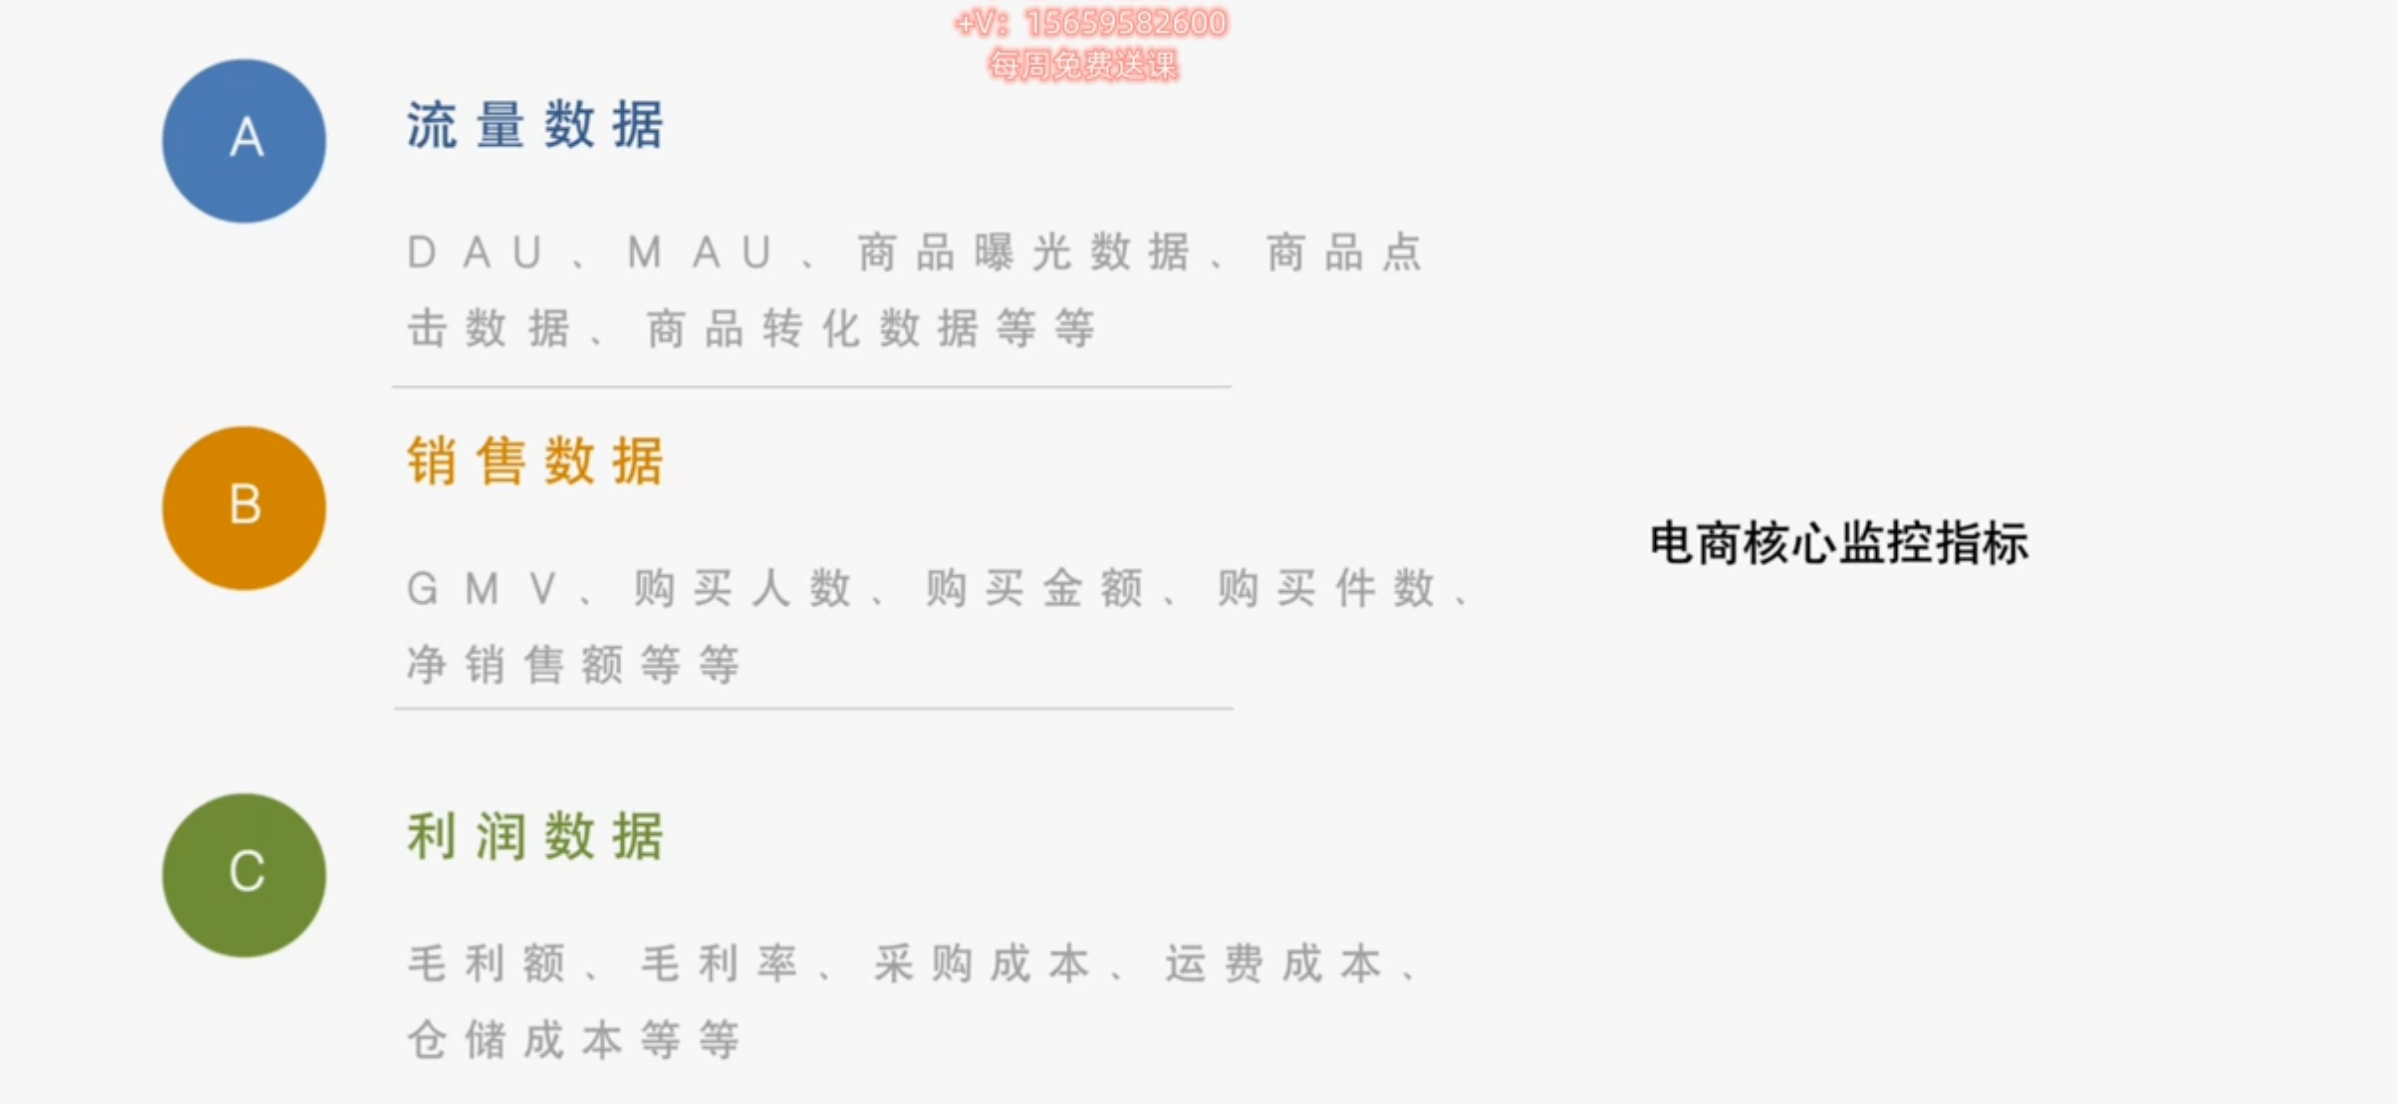 +V：15659582600
每周免费送课
A
流量数据
DAU、MAU、商品曝光数据、商品点
击数据、商品转化数据等等
B
销售数据
GMV、购买人数、购买金额、购买件数、
净销售额等等
电商核心监控指标
C
利润数据
毛利额、毛利率、采购成本、运费成本、
仓储成本等等